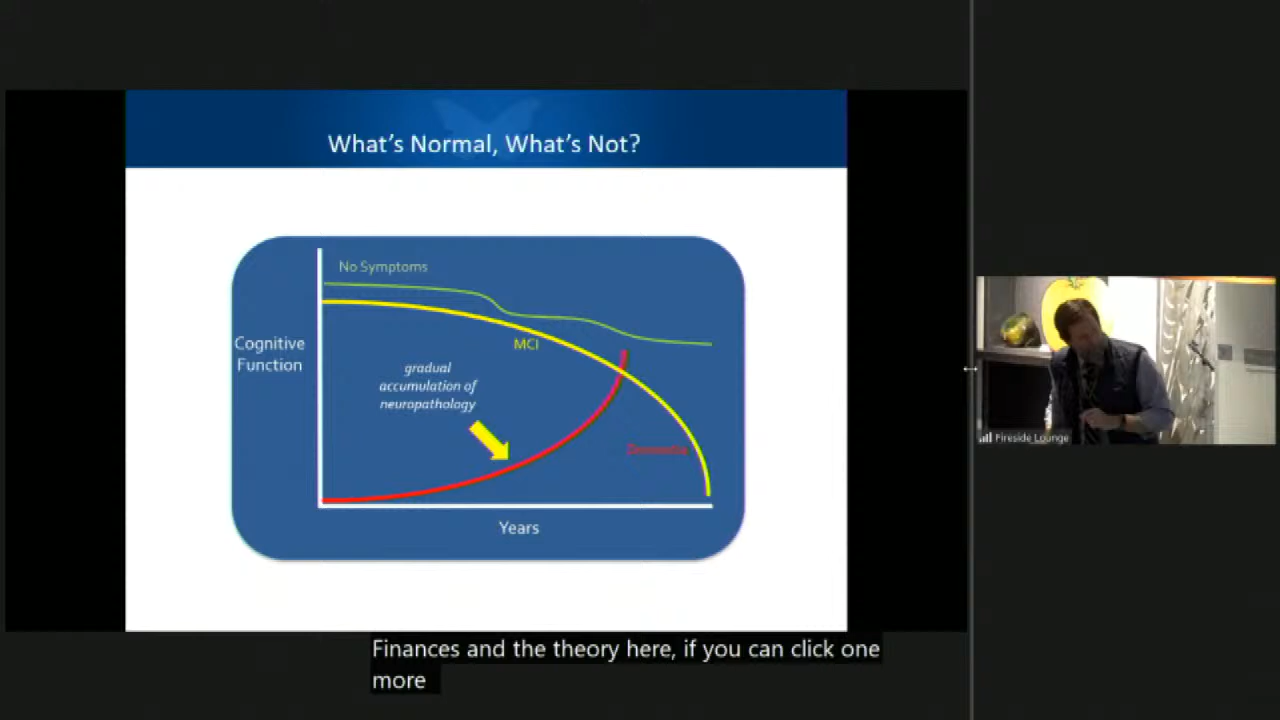 What's Normal, What's Not?
No Symptoms
Cognitive
Function
MCI
gradual
accumulation of
neuropathology
Dementia
Years
Fireside Lounge
Finances and the theory here, if you can click one
more